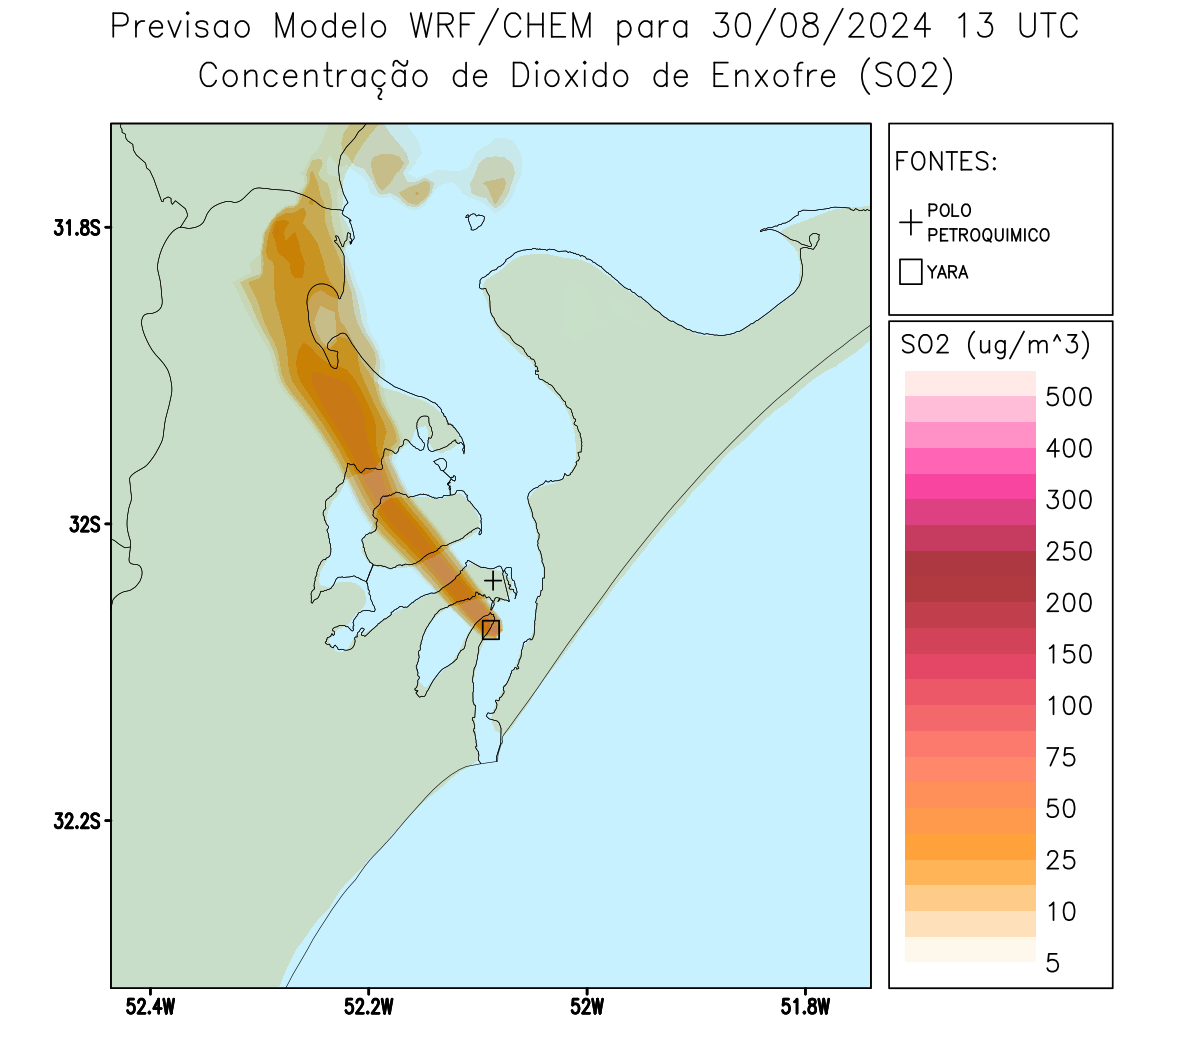 Previsao Modelo WRF/CHEM para 30/08/2024 13 UTC
Concentração de Dioxido de Enxofre (SO2)
FONTES:
POLO
PETROQUIMICO
YARA
31.8S
32S
32.2S
52.4W
52.2W
52W
51.8W
SO2 (ug/m^3)
500
400
300
250
200
150
100
75
50
25
10
5